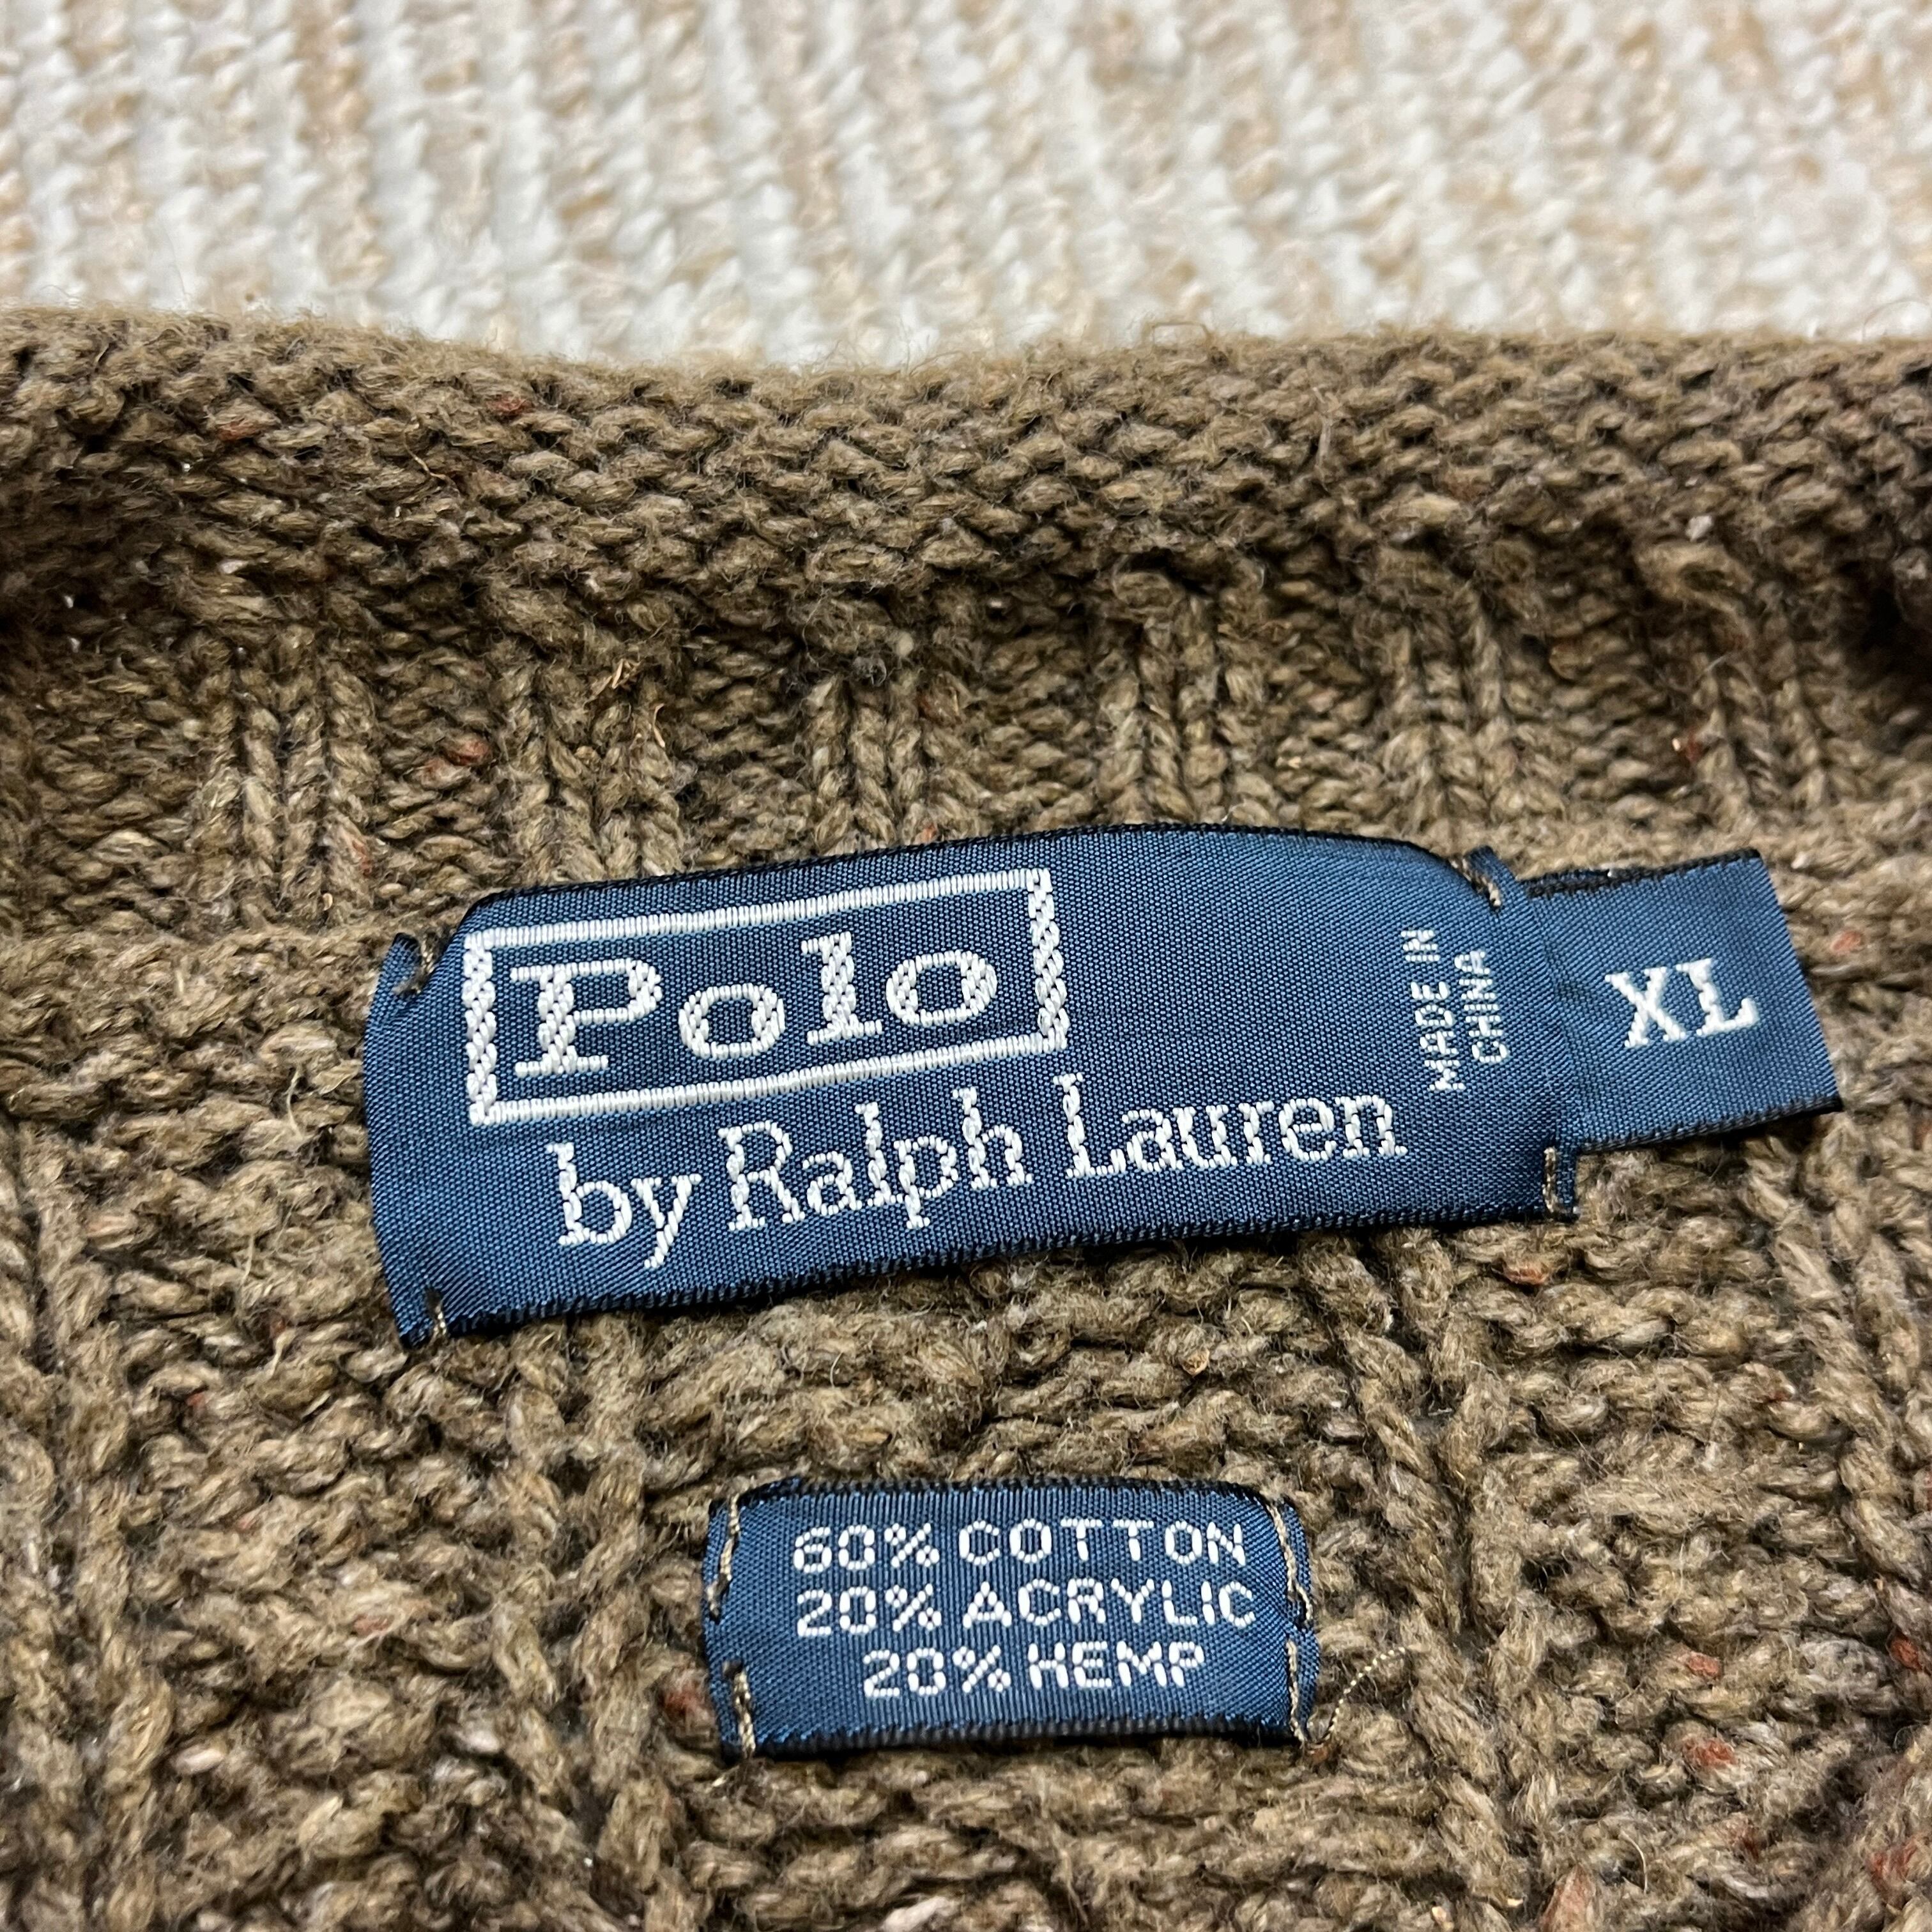 Polo
by Ralph Lauren
MADE IN
CHINA
XL
60% COTTON
20% ACRYLIC
20% HEMP